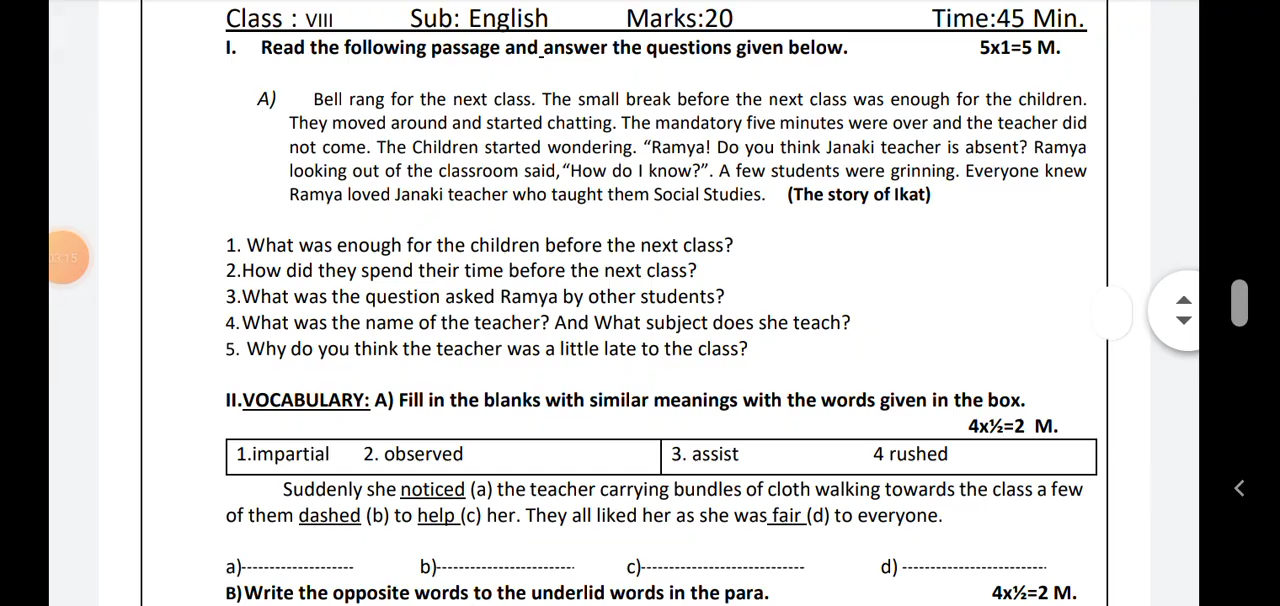 Class : VIII Sub: English Marks:20 Time:45 Min.
I. Read the following passage and answer the questions given below. 5x1=5 M.
A) Bell rang for the next class. The small break before the next class was enough for the children.
They moved around and started chatting. The mandatory five minutes were over and the teacher did
not come. The Children started wondering. “Ramya! Do you think Janaki teacher is absent? Ramya
looking out of the classroom said,“How do I know?”. A few students were grinning. Everyone knew
Ramya loved Janaki teacher who taught them Social Studies. (The story of Ikat)
03:15
1. What was enough for the children before the next class?
2.How did they spend their time before the next class?
3.What was the question asked Ramya by other students?
4.What was the name of the teacher? And What subject does she teach?
5. Why do you think the teacher was a little late to the class?
II.VOCABULARY: A) Fill in the blanks with similar meanings with the words given in the box.
4x½=2 M.
1.impartial 2. observed 3. assist 4 rushed
Suddenly she noticed (a) the teacher carrying bundles of cloth walking towards the class a few
of them dashed (b) to help (c) her. They all liked her as she was fair (d) to everyone.
a)-------------------- b)------------------------- c)----------------------------- d) --------------------------
B)Write the opposite words to the underlid words in the para. 4x½=2 M.